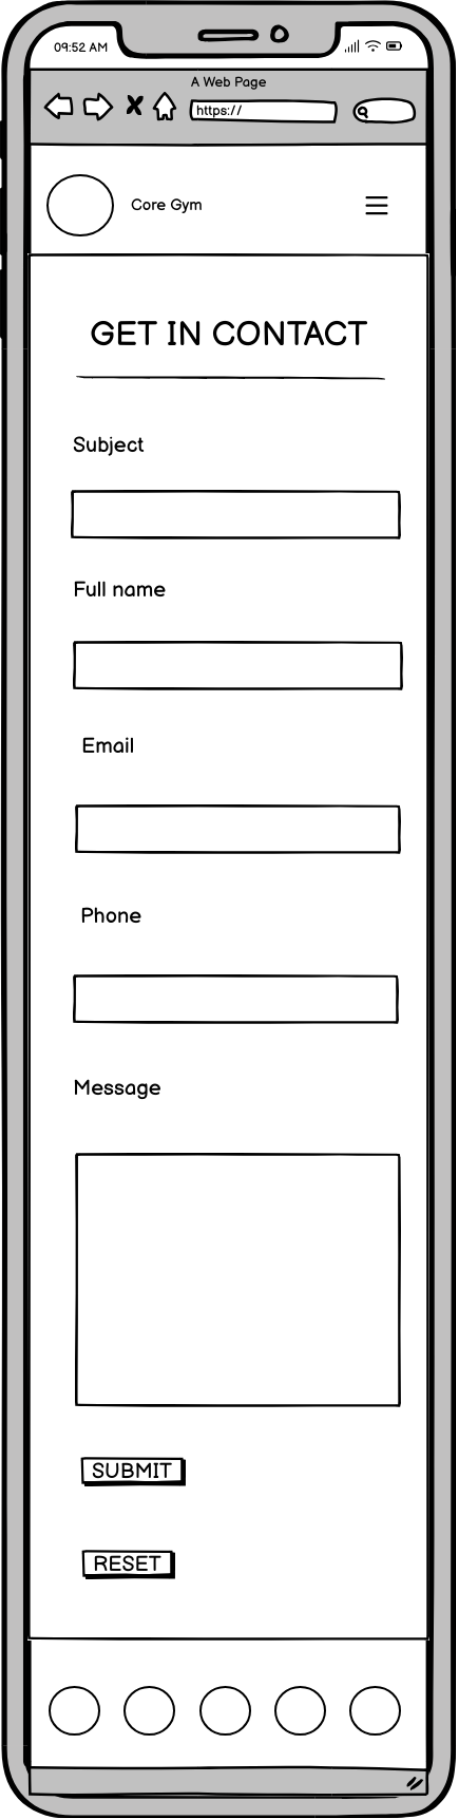 09:52 AM
A Web Page
https://
Core Gym
GET IN CONTACT
Subject
Full name
Email
Phone
Message
SUBMIT
RESET